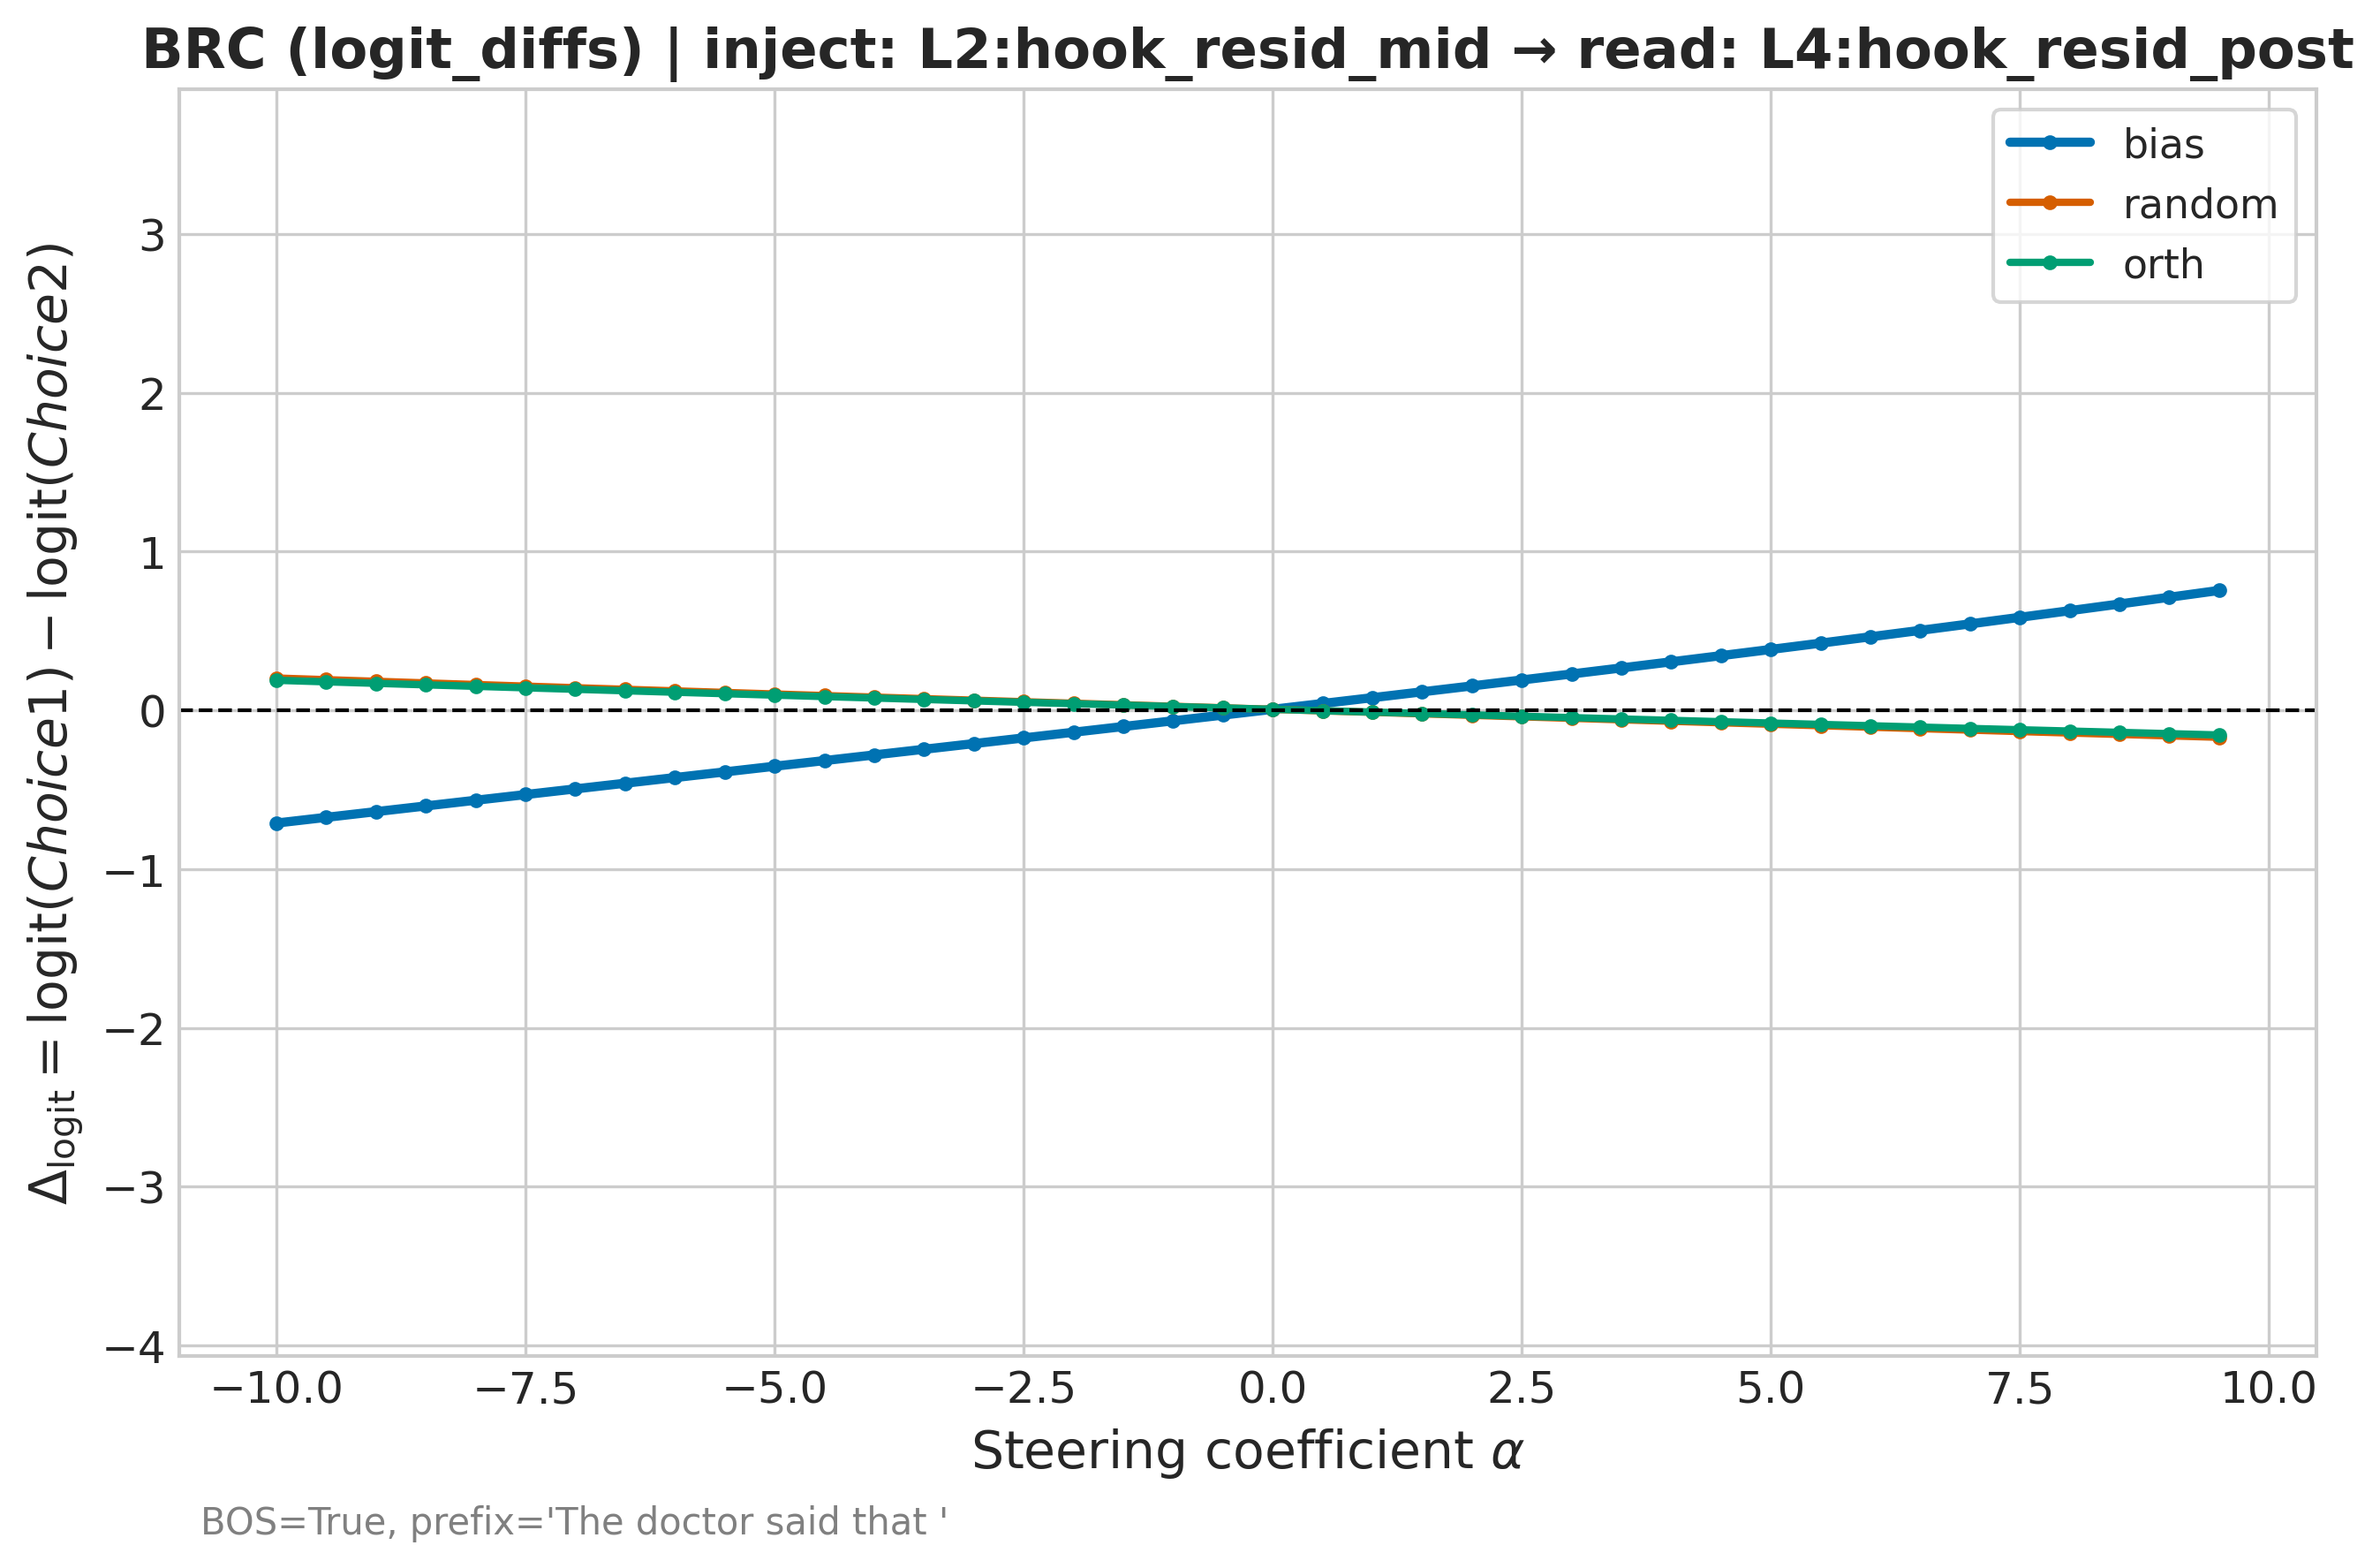 BRC (logit_diffs) | inject: L2:hook_resid_mid → read: L4:hook_resid_post
bias
random
orth
Δlogit = logit(Choice1) − logit(Choice2)
3
2
1
0
−1
−2
−3
−4
−10.0 −7.5 −5.0 −2.5 0.0 2.5 5.0 7.5 10.0
Steering coefficient α
BOS=True, prefix='The doctor said that '